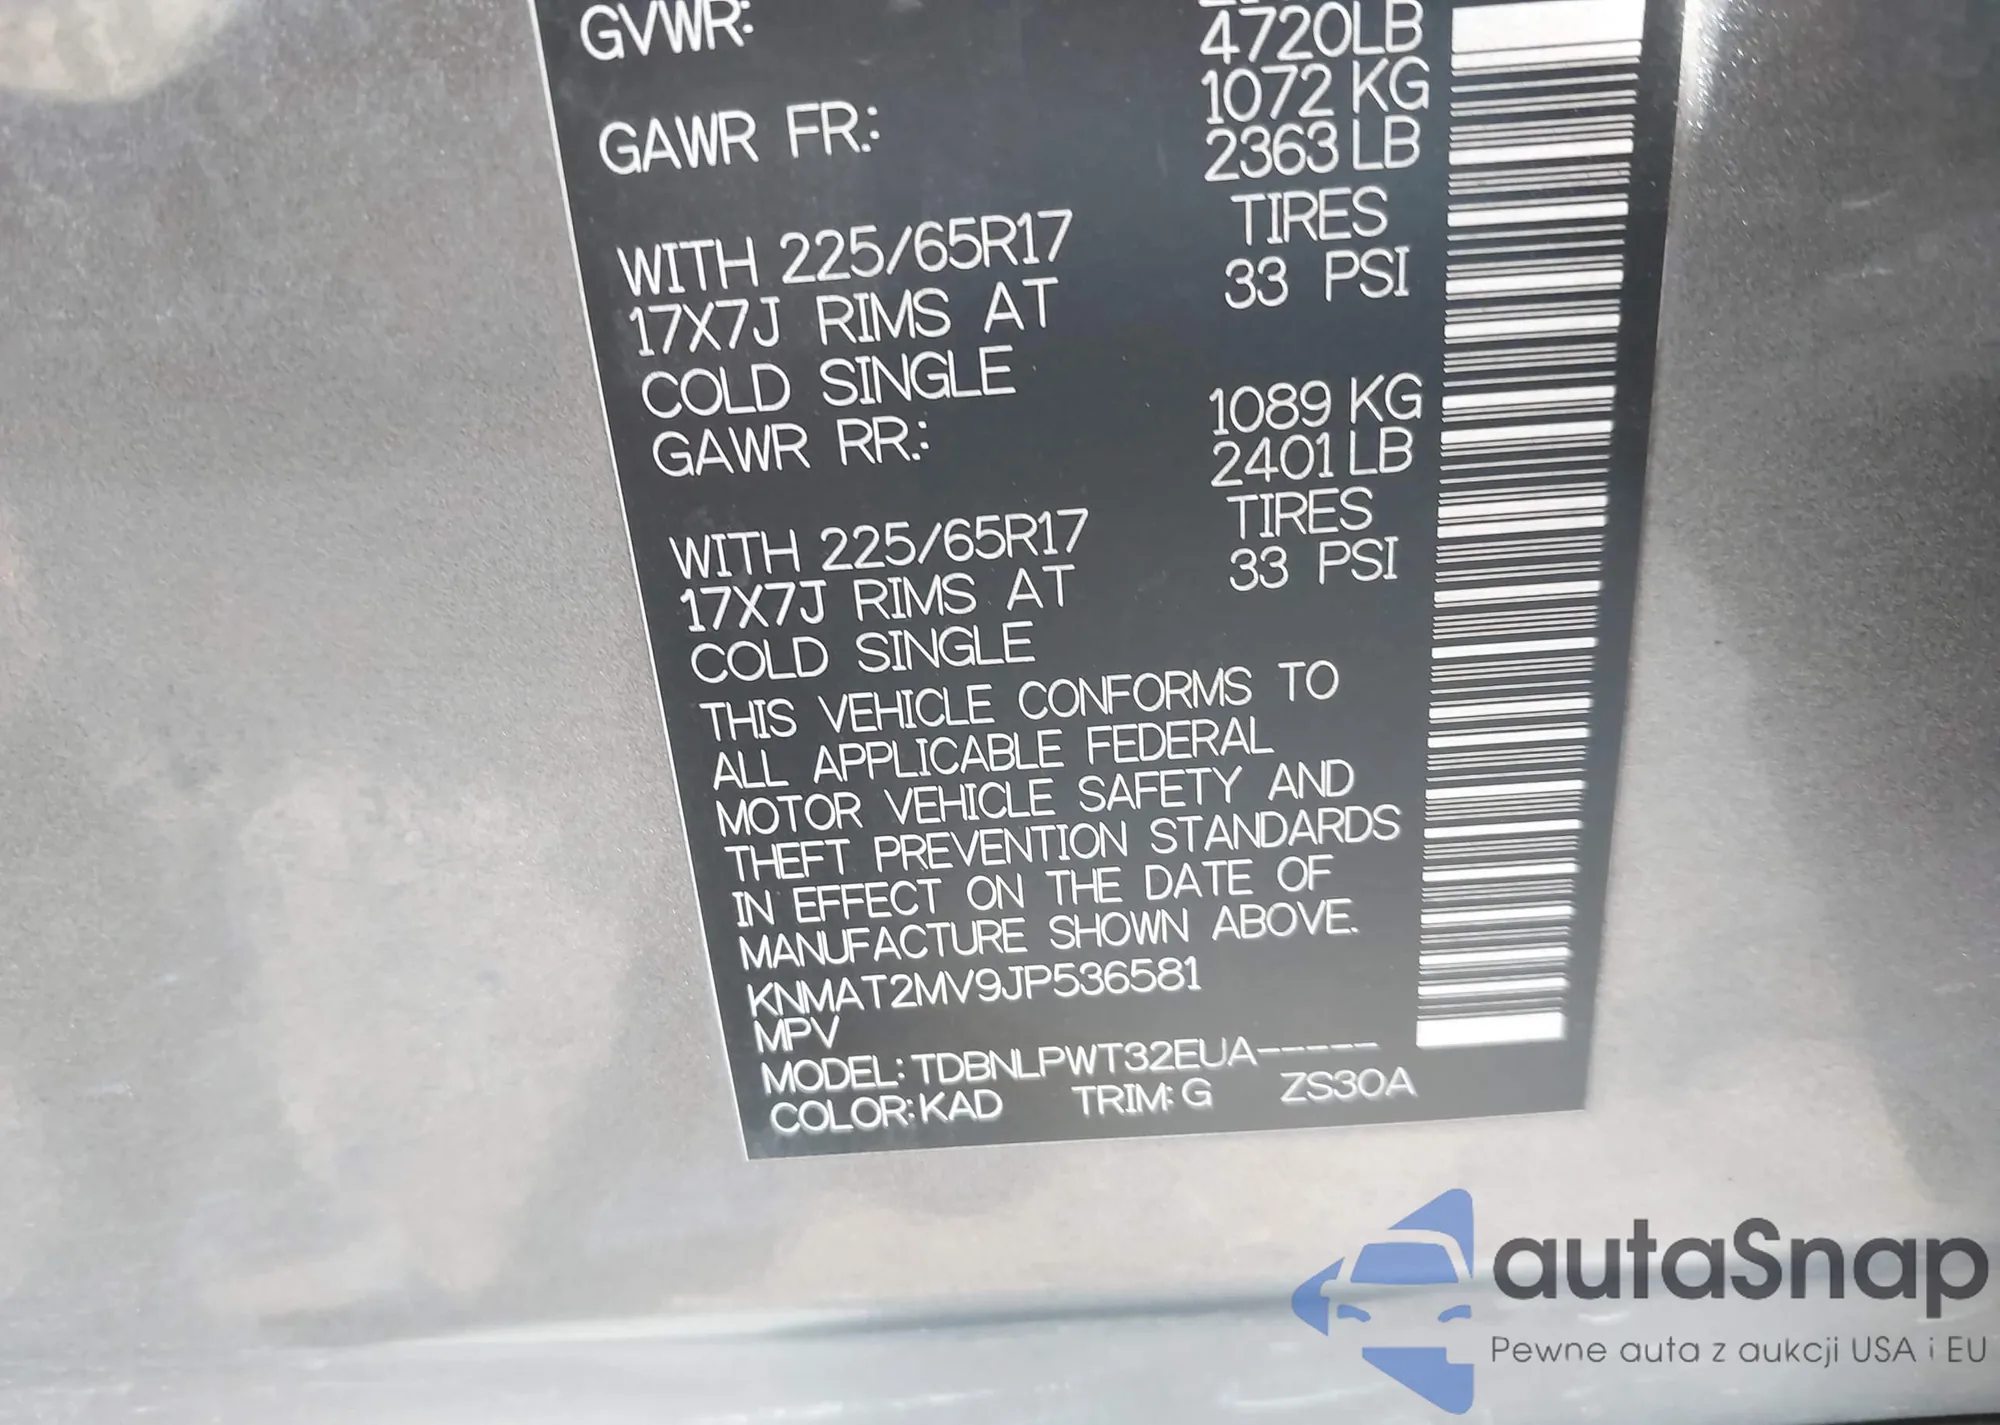 GVWR: 4720LB
1072 KG
GAWR FR.: 2363 LB
TIRES
WITH 225/65R17 33 PSI
17X7J RIMS AT
COLD SINGLE 1089 KG
GAWR RR.: 2401 LB
TIRES
WITH 225/65R17 33 PSI
17X7J RIMS AT
COLD SINGLE
THIS VEHICLE CONFORMS TO
ALL APPLICABLE FEDERAL
MOTOR VEHICLE SAFETY AND
THEFT PREVENTION STANDARDS
IN EFFECT ON THE DATE OF
MANUFACTURE SHOWN ABOVE.
KNMAT2MV9JP536581
MPV
MODEL: TDBNLPWT32EUA-----
COLOR: KAD TRIM: G ZS30A
autaSnap
Pewne auta z aukcji USA i EU